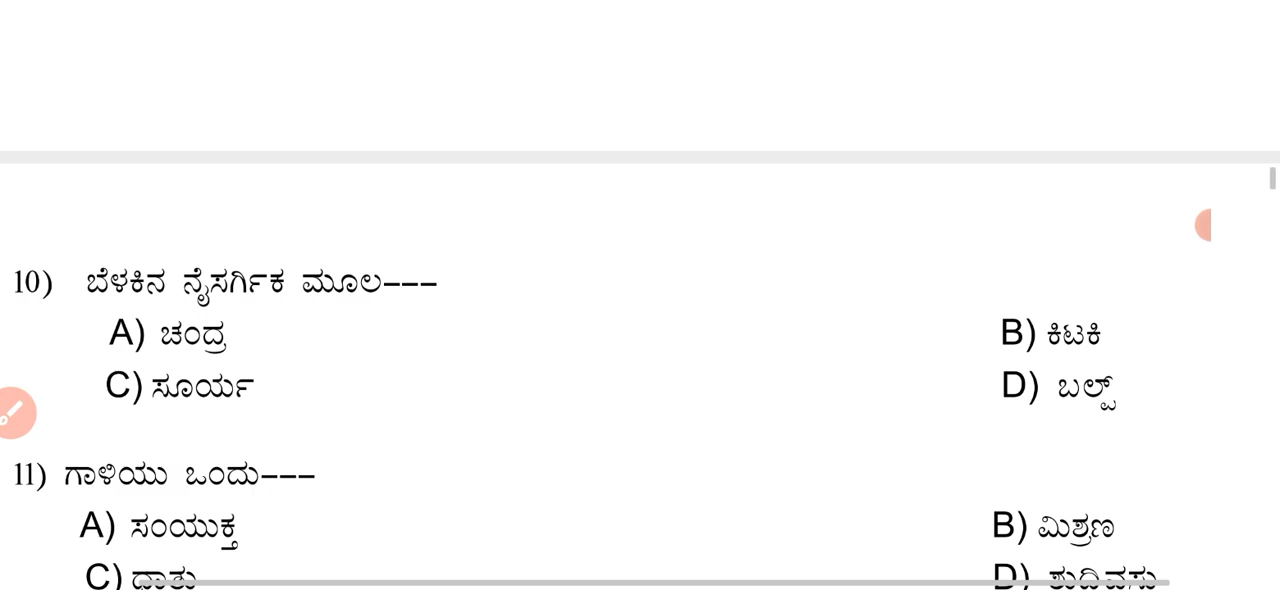 10) ಬೆಳಕಿನ ನೈಸರ್ಗಿಕ ಮೂಲ---
A) ಚಂದ್ರ B) ಕಿಟಕಿ
C) ಸೂರ್ಯ D) ಬಲ್ಪ್
11) ಗಾಳಿಯು ಒಂದು---
A) ಸಂಯುಕ್ತ B) ಮಿಶ್ರಣ
C) ಧಾತು D)